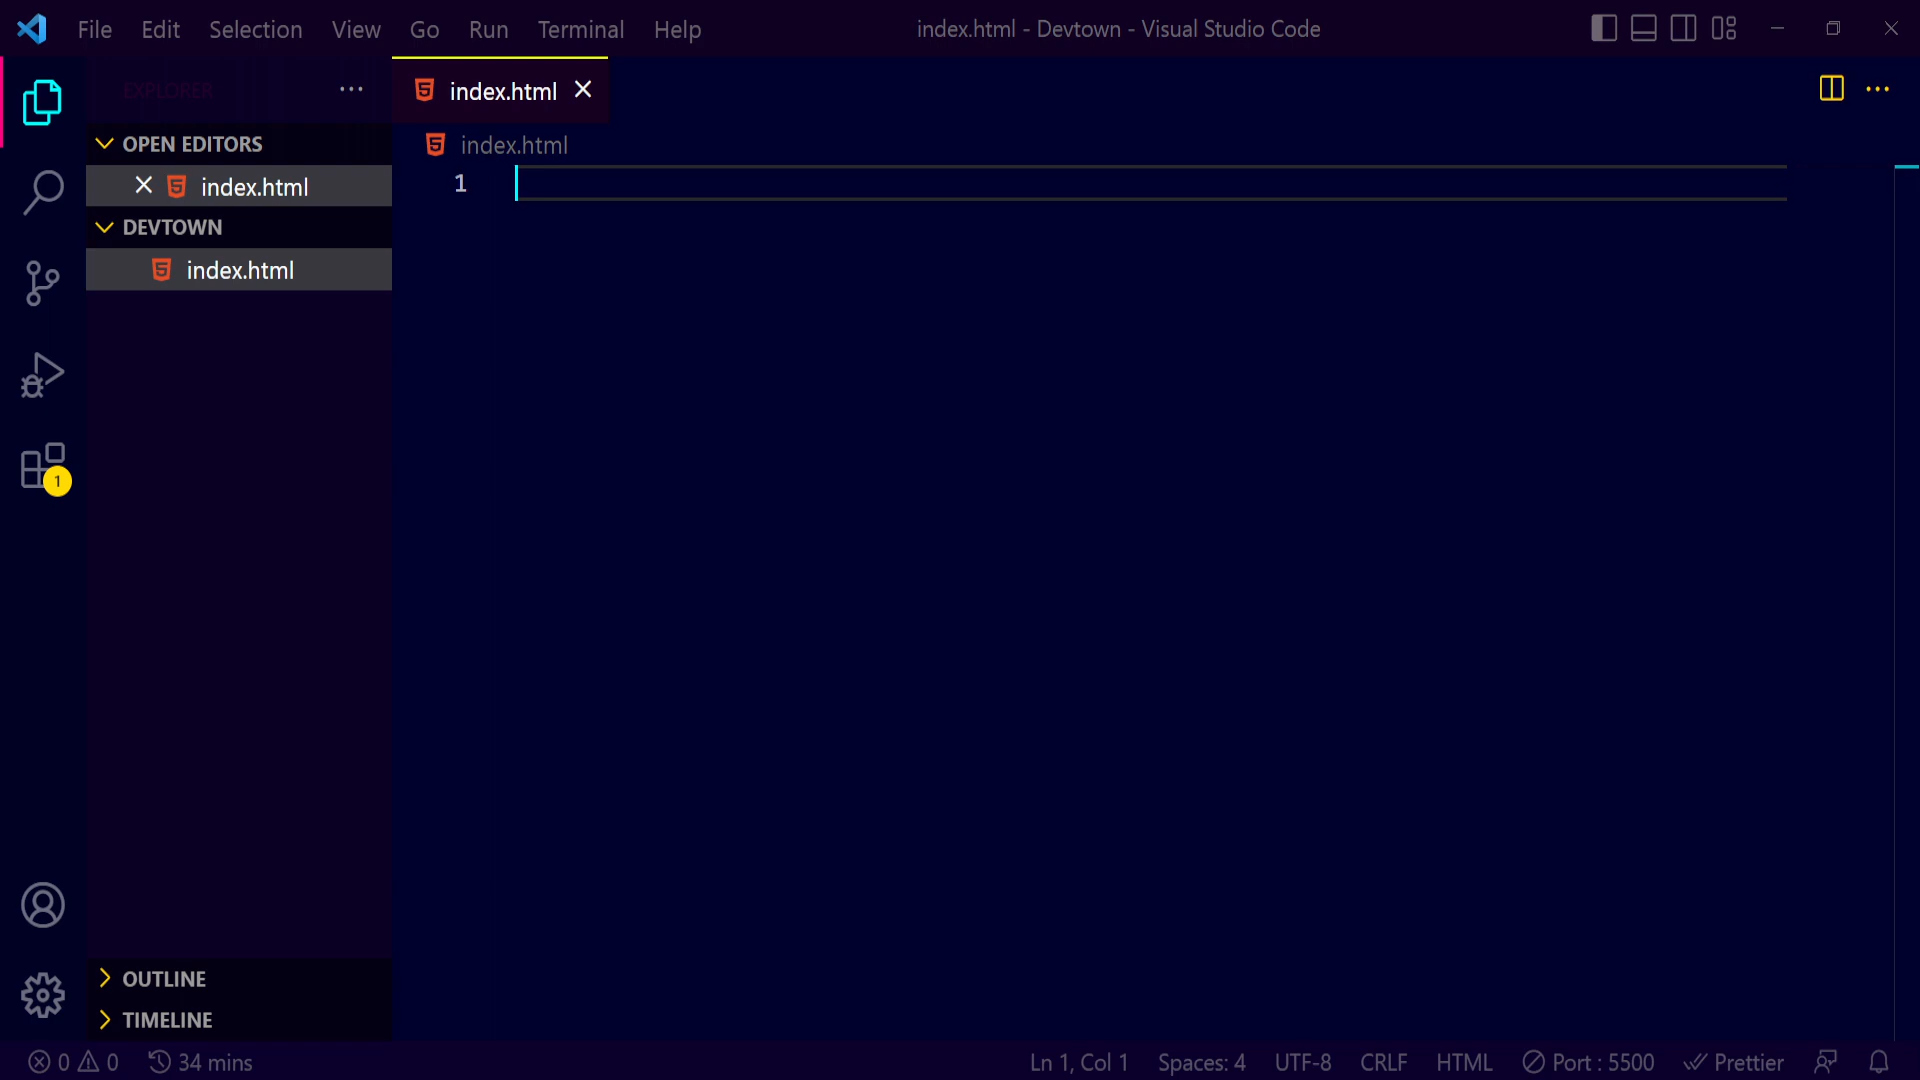 File Edit Selection View Go Run Terminal Help index.html - Devtown - Visual Studio Code
EXPLORER
index.html
OPEN EDITORS
index.html
DEVTOWN
index.html
index.html
1
1
OUTLINE
TIMELINE
0 0 34 mins Ln 1, Col 1 Spaces: 4 UTF-8 CRLF HTML Port : 5500 Prettier